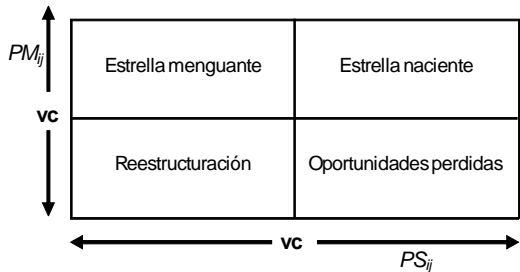 PMij
Estrella menguante
Estrella naciente
vc
Reestructuración
Oportunidades perdidas
vc
PSij